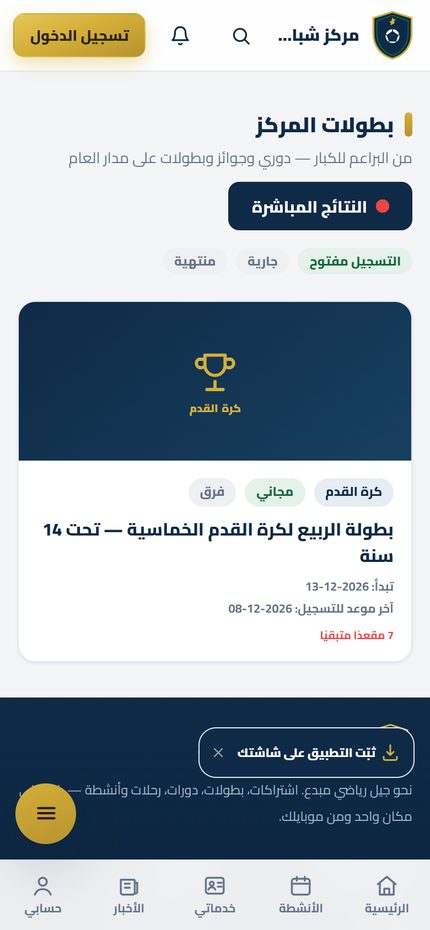 مركز شبا...
تسجيل الدخول
بطولات المركز
من البراعم للكبار — دوري وجوائز وبطولات على مدار العام
النتائج المباشرة
التسجيل مفتوح
جارية
منتهية
كرة القدم
كرة القدم
مجاني
فرق
بطولة الربيع لكرة القدم الخماسية — تحت 14
سنة
تبدأ: 2026-12-13
آخر موعد للتسجيل: 2026-12-08
7 مقعدًا متبقيًا
ثبّت التطبيق على شاشتك
نحو جيل رياضي مبدع. اشتراكات، بطولات، دورات، رحلات وأنشطة —
مكان واحد ومن موبايلك.
الرئيسية
الأنشطة
خدماتي
الأخبار
حسابي